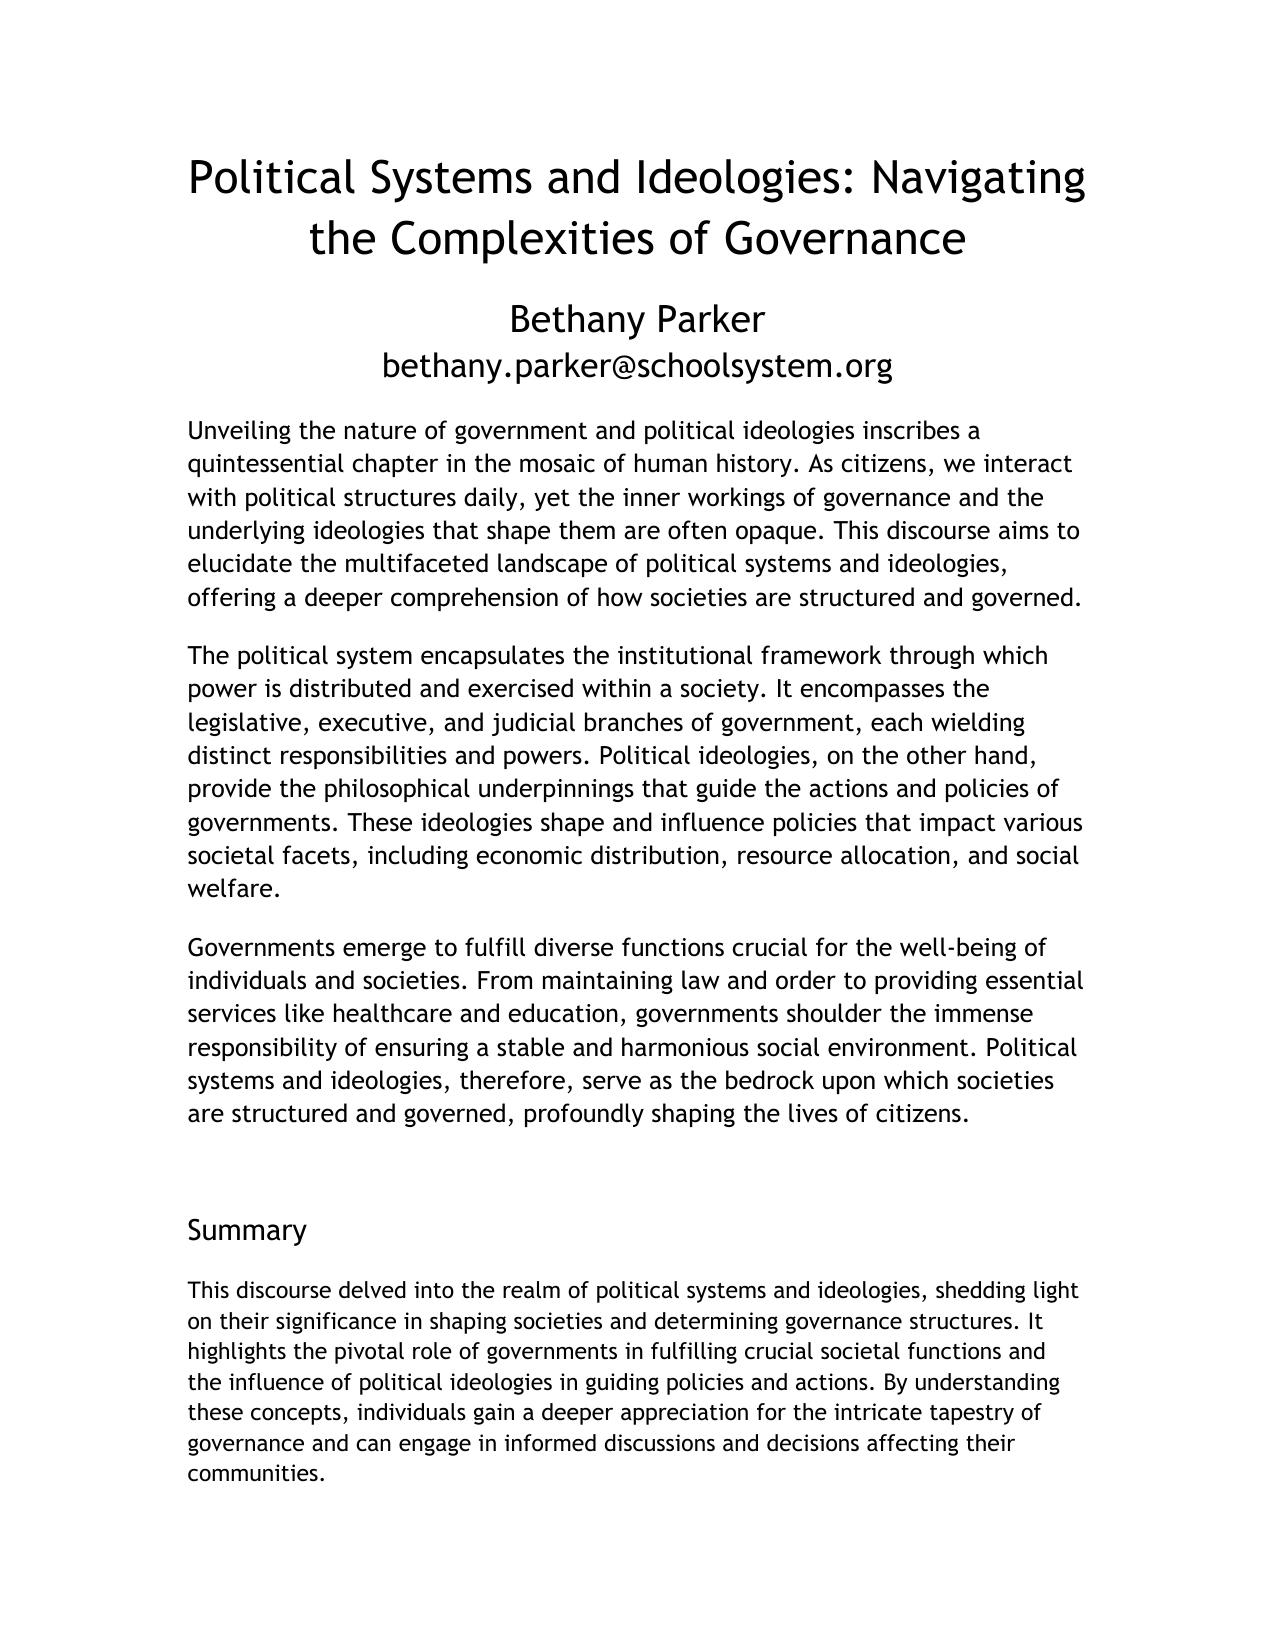 Political Systems and Ideologies: Navigating
the Complexities of Governance
Bethany Parker
bethany.parker@schoolsystem.org
Unveiling the nature of government and political ideologies inscribes a
quintessential chapter in the mosaic of human history. As citizens, we interact
with political structures daily, yet the inner workings of governance and the
underlying ideologies that shape them are often opaque. This discourse aims to
elucidate the multifaceted landscape of political systems and ideologies,
offering a deeper comprehension of how societies are structured and governed.
The political system encapsulates the institutional framework through which
power is distributed and exercised within a society. It encompasses the
legislative, executive, and judicial branches of government, each wielding
distinct responsibilities and powers. Political ideologies, on the other hand,
provide the philosophical underpinnings that guide the actions and policies of
governments. These ideologies shape and influence policies that impact various
societal facets, including economic distribution, resource allocation, and social
welfare.
Governments emerge to fulfill diverse functions crucial for the well-being of
individuals and societies. From maintaining law and order to providing essential
services like healthcare and education, governments shoulder the immense
responsibility of ensuring a stable and harmonious social environment. Political
systems and ideologies, therefore, serve as the bedrock upon which societies
are structured and governed, profoundly shaping the lives of citizens.
Summary
This discourse delved into the realm of political systems and ideologies, shedding light
on their significance in shaping societies and determining governance structures. It
highlights the pivotal role of governments in fulfilling crucial societal functions and
the influence of political ideologies in guiding policies and actions. By understanding
these concepts, individuals gain a deeper appreciation for the intricate tapestry of
governance and can engage in informed discussions and decisions affecting their
communities.